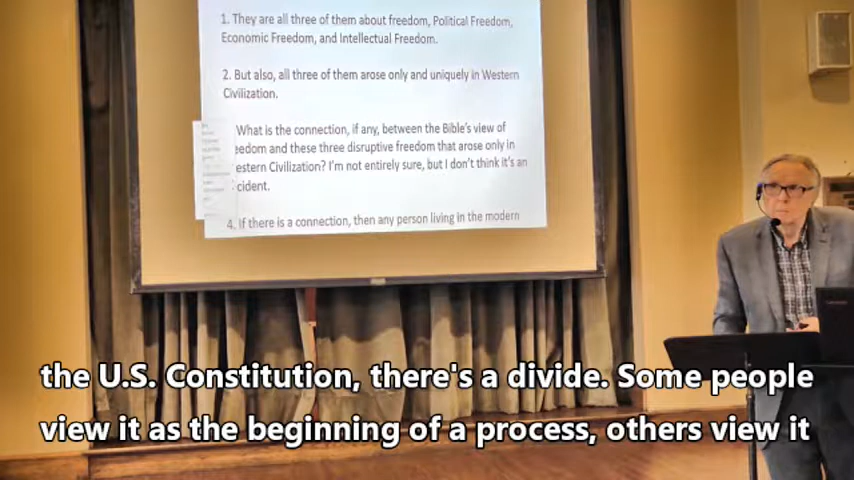 1. They are all three of them about freedom, Political Freedom,
Economic Freedom, and Intellectual Freedom.
2. But also, all three of them arose only and uniquely in Western
Civilization.
What is the connection, if any, between the Bible's view of
eedom and these three disruptive freedom that arose only in
estern Civilization? I'm not entirely sure, but I don't think it's an
cident.
4. If there is a connection, then any person living in the modern
the U.S. Constitution, there's a divide. Some people
view it as the beginning of a process, others view it